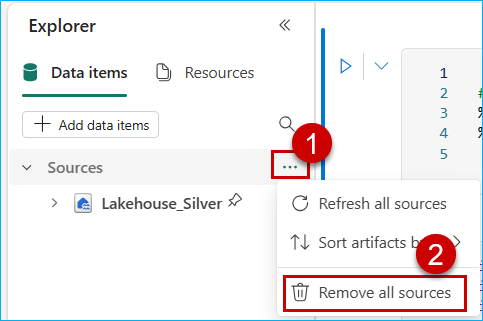 Explorer
Data items
Resources
Add data items
1
Sources
Lakehouse_Silver
Refresh all sources
Sort artifacts b
2
Remove all sources
1
2 #
3 %
4 %
5